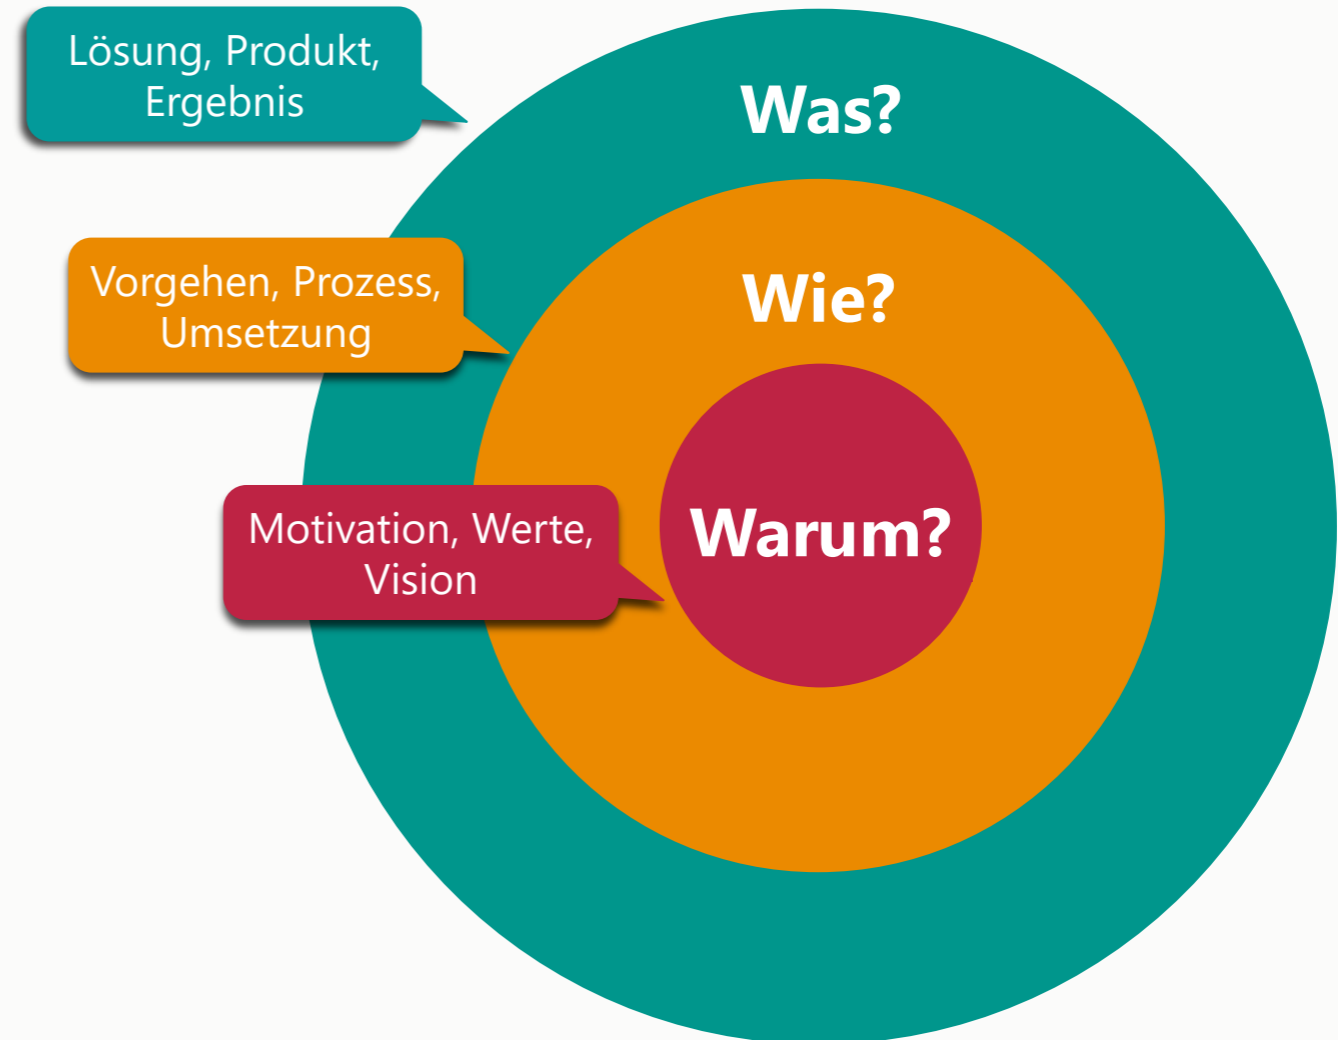 Lösung, Produkt,
Ergebnis
Was?
Vorgehen, Prozess,
Umsetzung
Wie?
Motivation, Werte,
Vision
Warum?